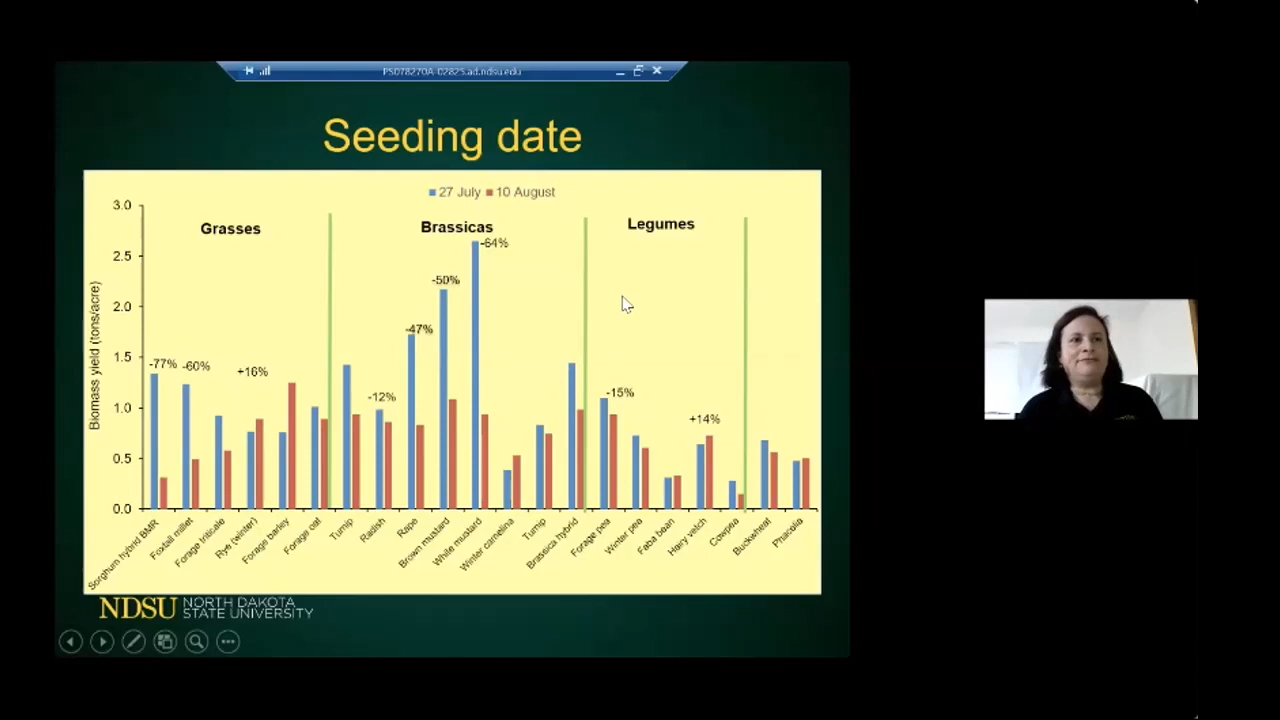 PS078270A-02825.ad.ndsu.edu
Seeding date
27 July 10 August
Grasses
Brassicas
Legumes
Biomass yield (tons/acre)
3.0
2.5
2.0
1.5
1.0
0.5
0.0
-77%
-60%
+16%
-12%
-47%
-50%
-64%
-15%
+14%
Sorghum hybrid BMR
Foxtail millet
Forage triticale
Rye (winter)
Forage barley
Forage oat
Turnip
Radish
Rape
Brown mustard
While mustard
Winter camelina
Turnip
Brassica hybrid
Forage pea
Winter pea
Faba bean
Hairy vetch
Cowpea
Buckwheat
Phacelia
NDSU NORTH DAKOTA
STATE UNIVERSITY